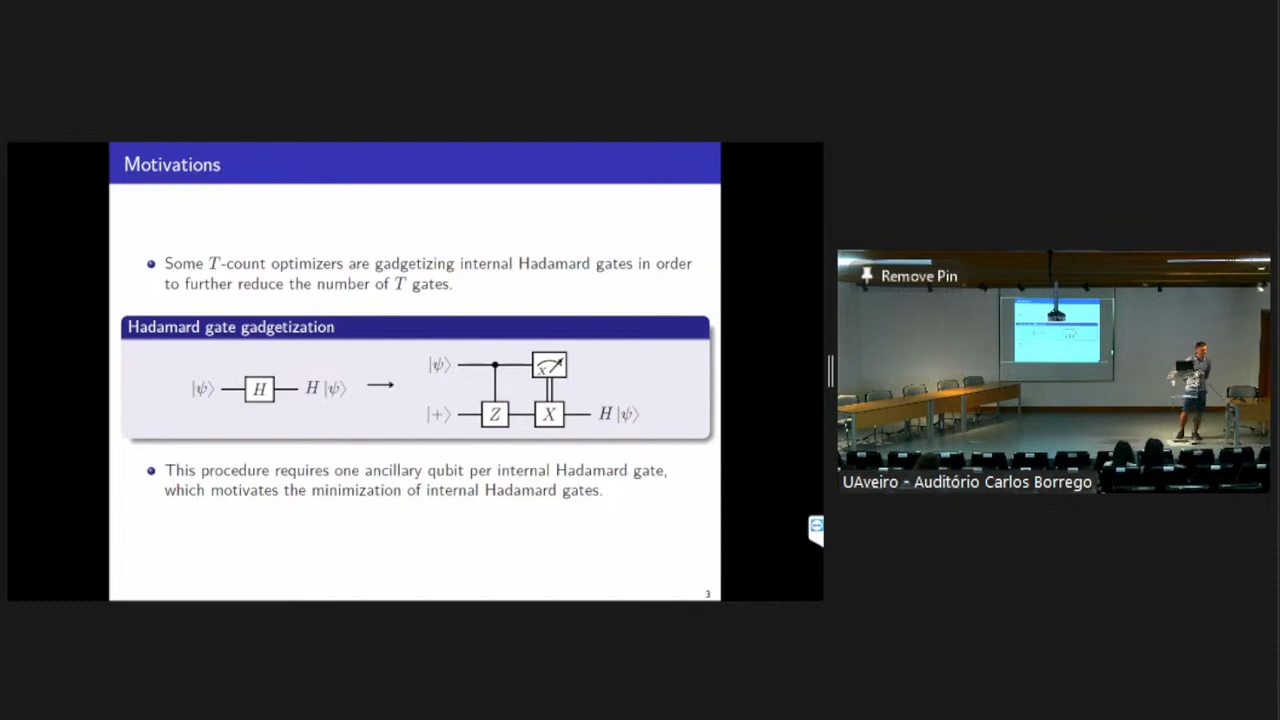 Motivations
Some T-count optimizers are gadgetizing internal Hadamard gates in order
to further reduce the number of T gates.
Hadamard gate gadgetization
|ψ⟩ H H|ψ⟩ → |ψ⟩ X
|+⟩ Z X H|ψ⟩
This procedure requires one ancillary qubit per internal Hadamard gate,
which motivates the minimization of internal Hadamard gates.
3
Remove Pin
UAveiro - Auditório Carlos Borrego